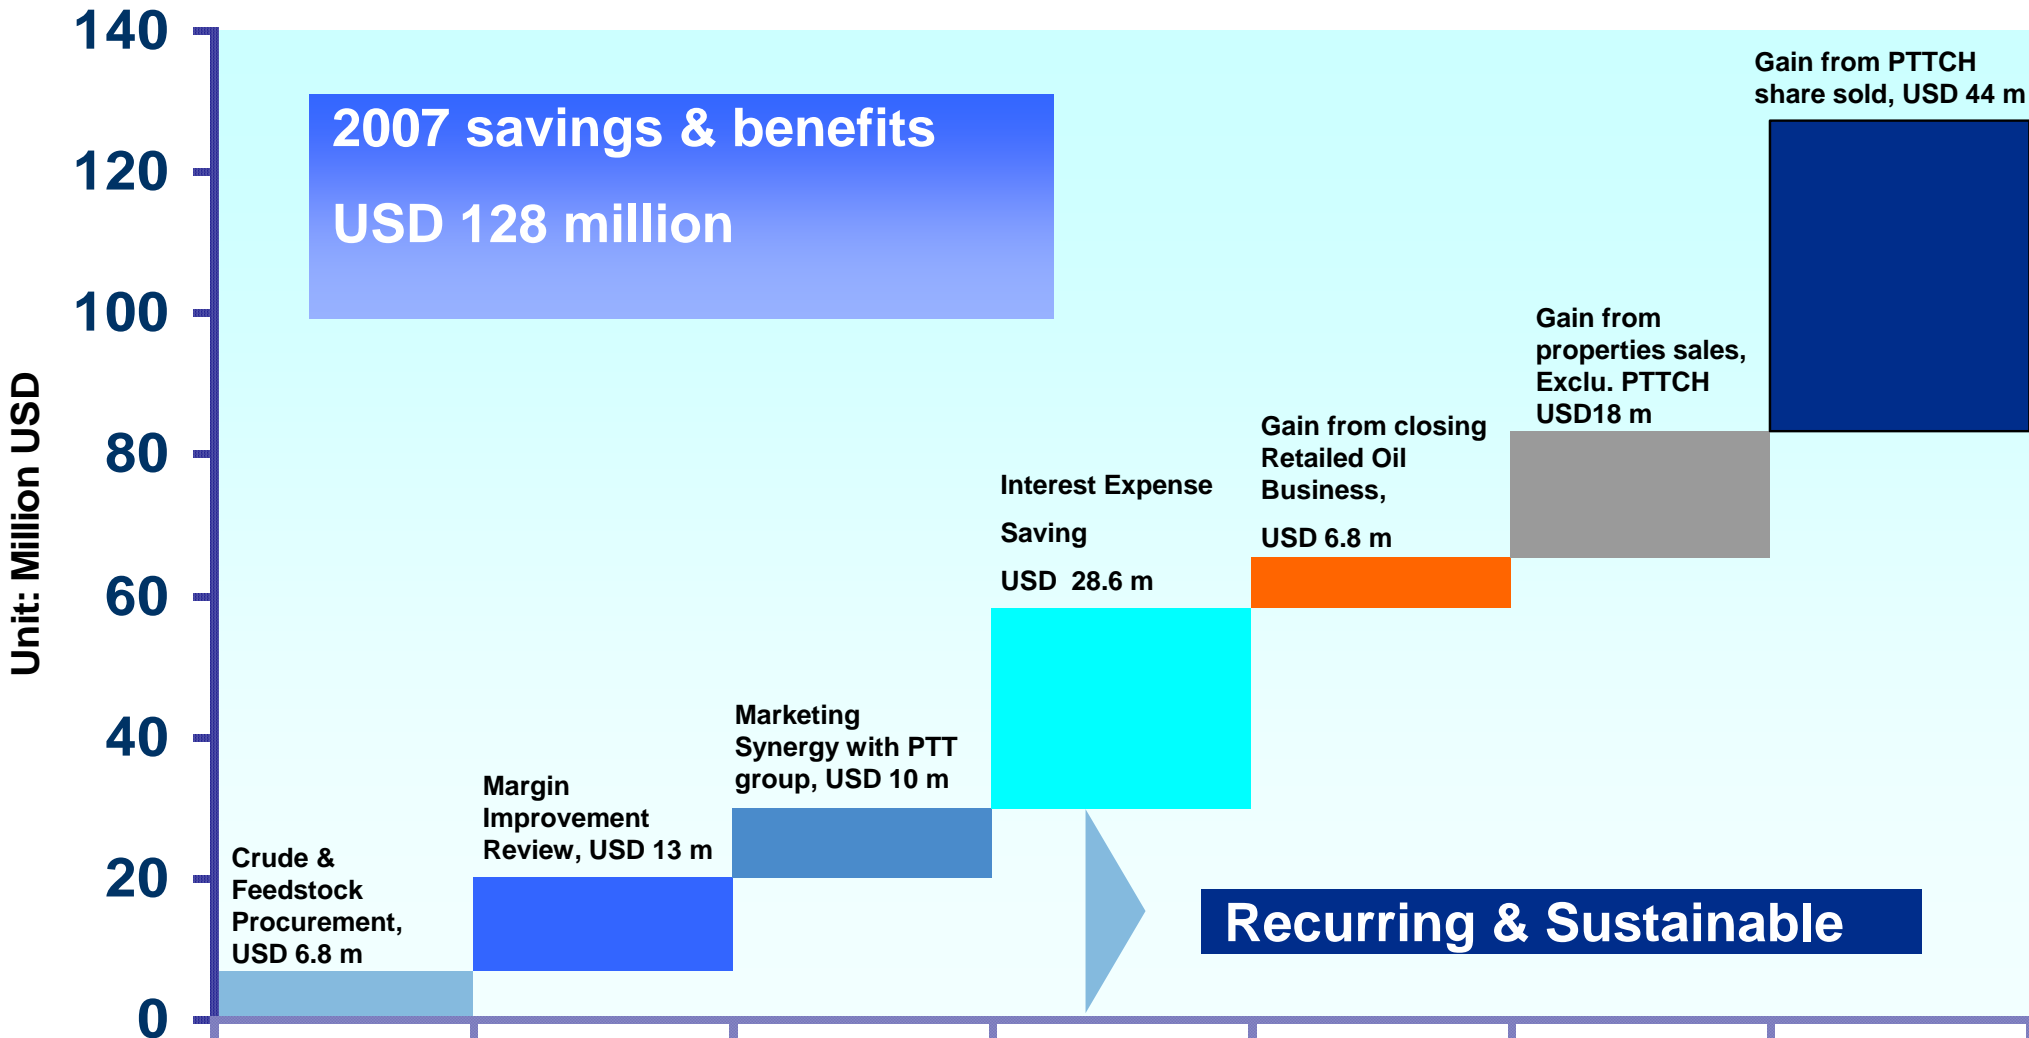 140
120
100
80
60
40
20
0
Unit: Million USD
2007 savings & benefits
USD 128 million
Crude &
Feedstock
Procurement,
USD 6.8 m
Margin
Improvement
Review, USD 13 m
Marketing
Synergy with PTT
group, USD 10 m
Interest Expense
Saving
USD 28.6 m
Gain from closing
Retailed Oil
Business,
USD 6.8 m
Gain from
properties sales,
Exclu. PTTCH
USD18 m
Gain from PTTCH
share sold, USD 44 m
Recurring & Sustainable